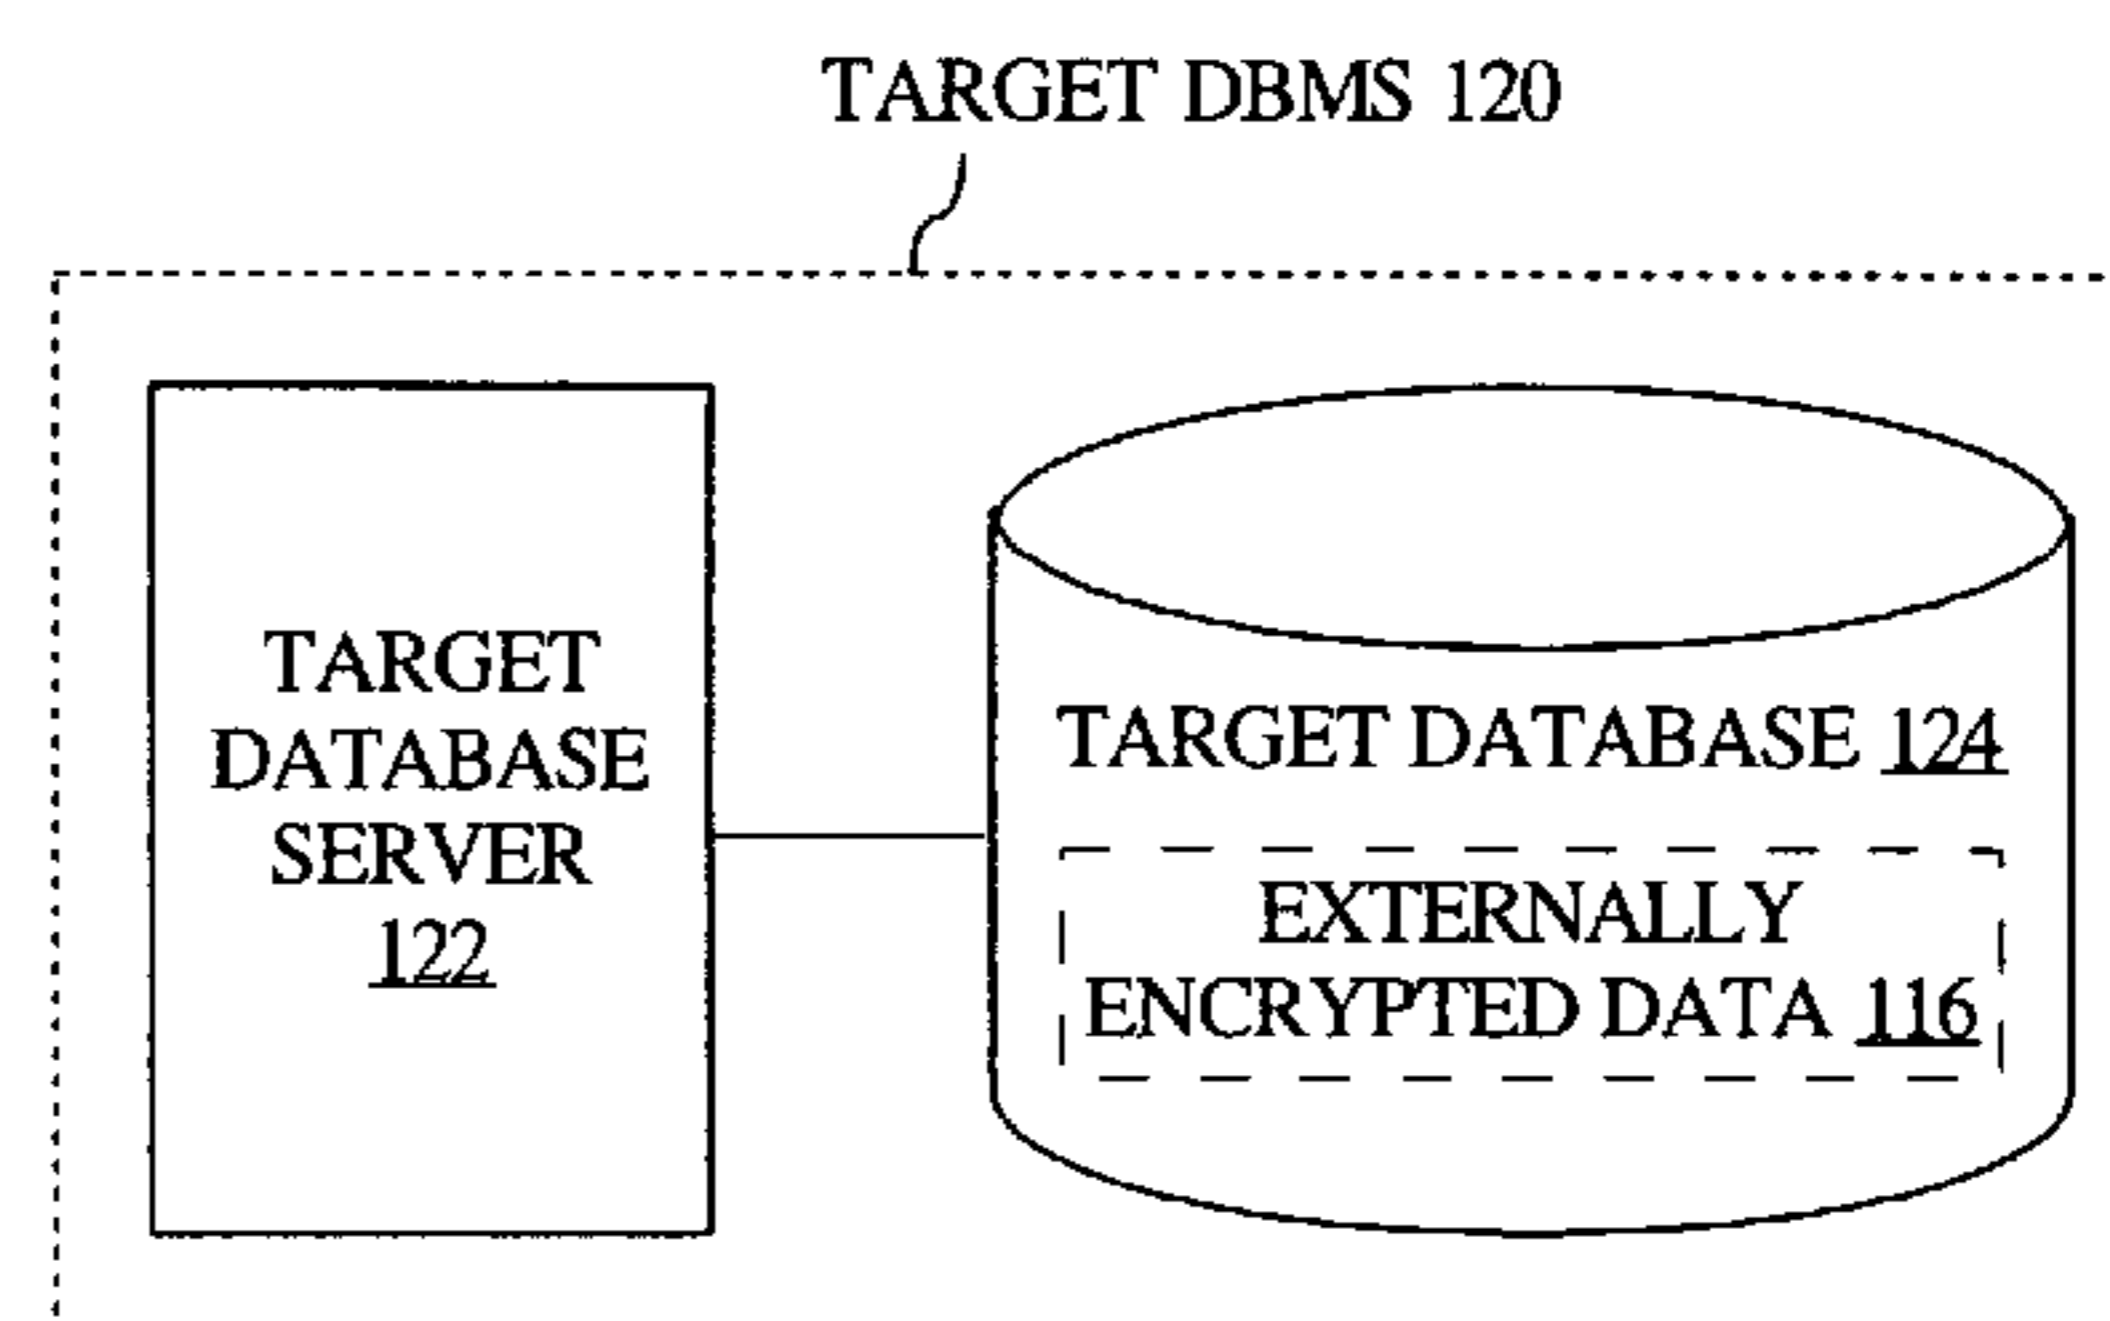 TARGET DBMS 120
TARGET
DATABASE
SERVER
122
TARGET DATABASE 124
EXTERNALLY
ENCRYPTED DATA 116